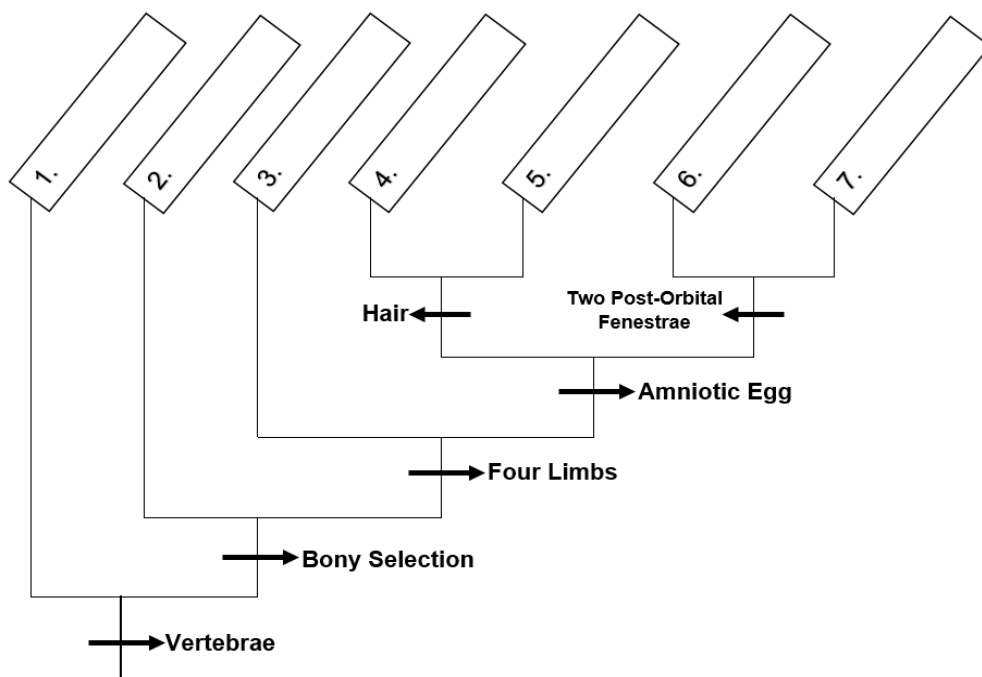 1.
2.
3.
4.
5.
6.
7.
Hair
Two Post-Orbital
Fenestrae
Amniotic Egg
Four Limbs
Bony Selection
Vertebrae